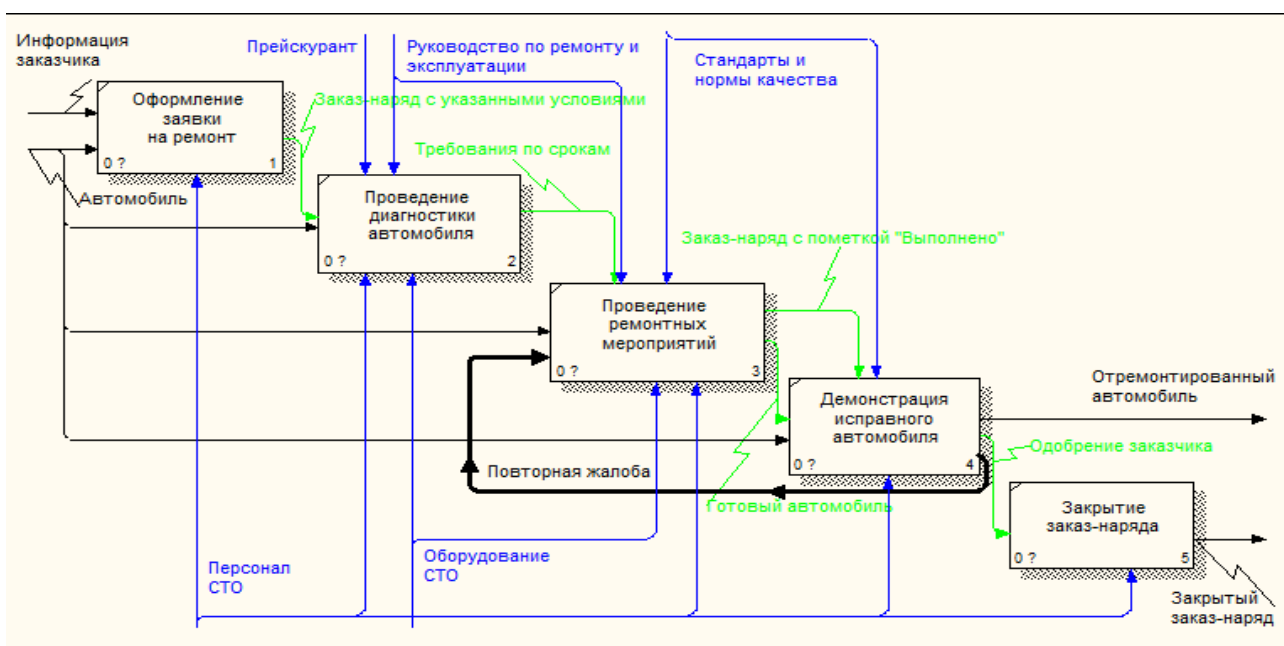 Информация
заказчика
Прейскурант
Руководство по ремонту и
эксплуатации
Стандарты и
нормы качества
Оформление
заявки
на ремонт
0 ?
1
Заказ-наряд с указанными условиями
Требования по срокам
Автомобиль
Проведение
диагностики
автомобиля
0 ?
2
Заказ-наряд с пометкой "Выполнено"
Проведение
ремонтных
мероприятий
0 ?
3
Отремонтированный
автомобиль
Демонстрация
исправного
автомобиля
0 ?
4
Одобрение заказчика
Повторная жалоба
Готовый автомобиль
Закрытие
заказ-наряда
0 ?
5
Персонал
СТО
Оборудование
СТО
Закрытый
заказ-наряд